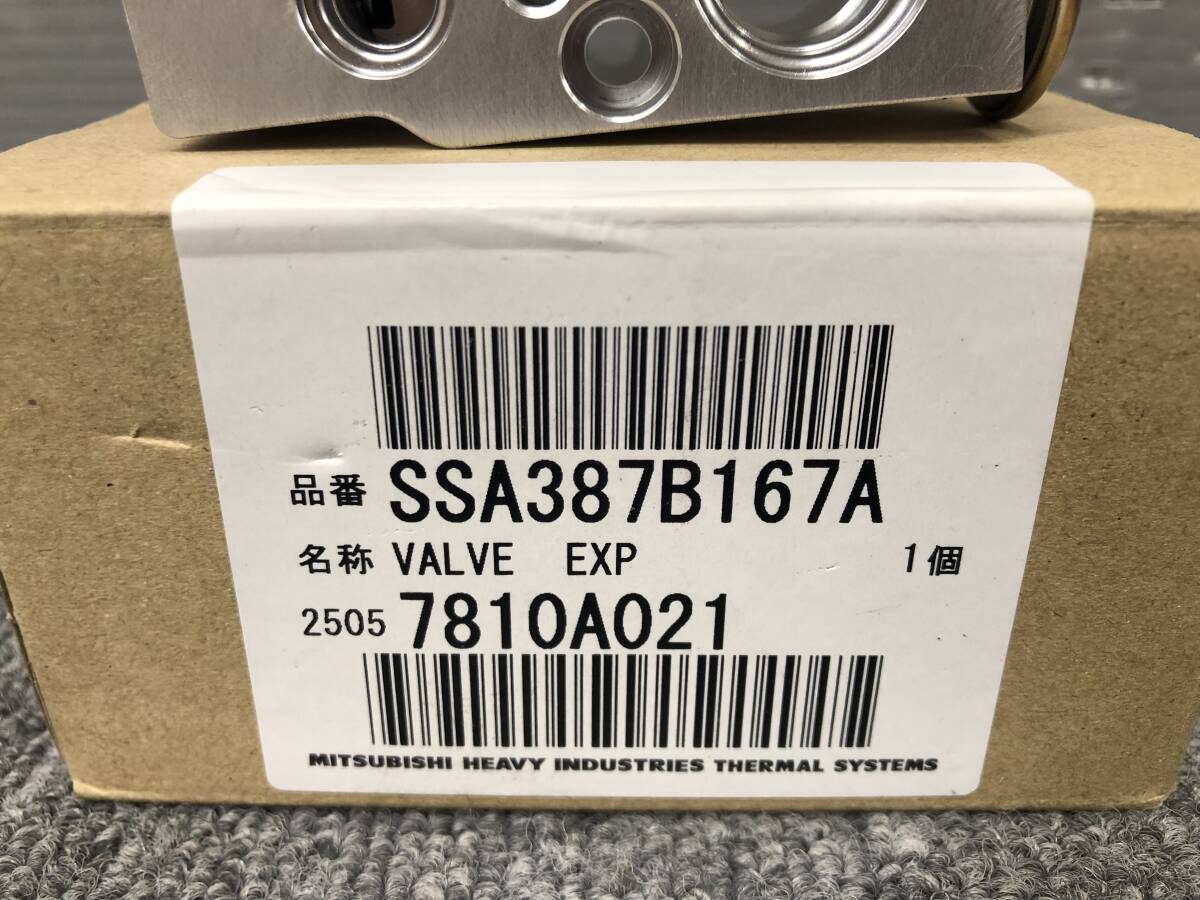 品番 SSA387B167A
名称 VALVE EXP 1個
2505 7810A021
MITSUBISHI HEAVY INDUSTRIES THERMAL SYSTEMS